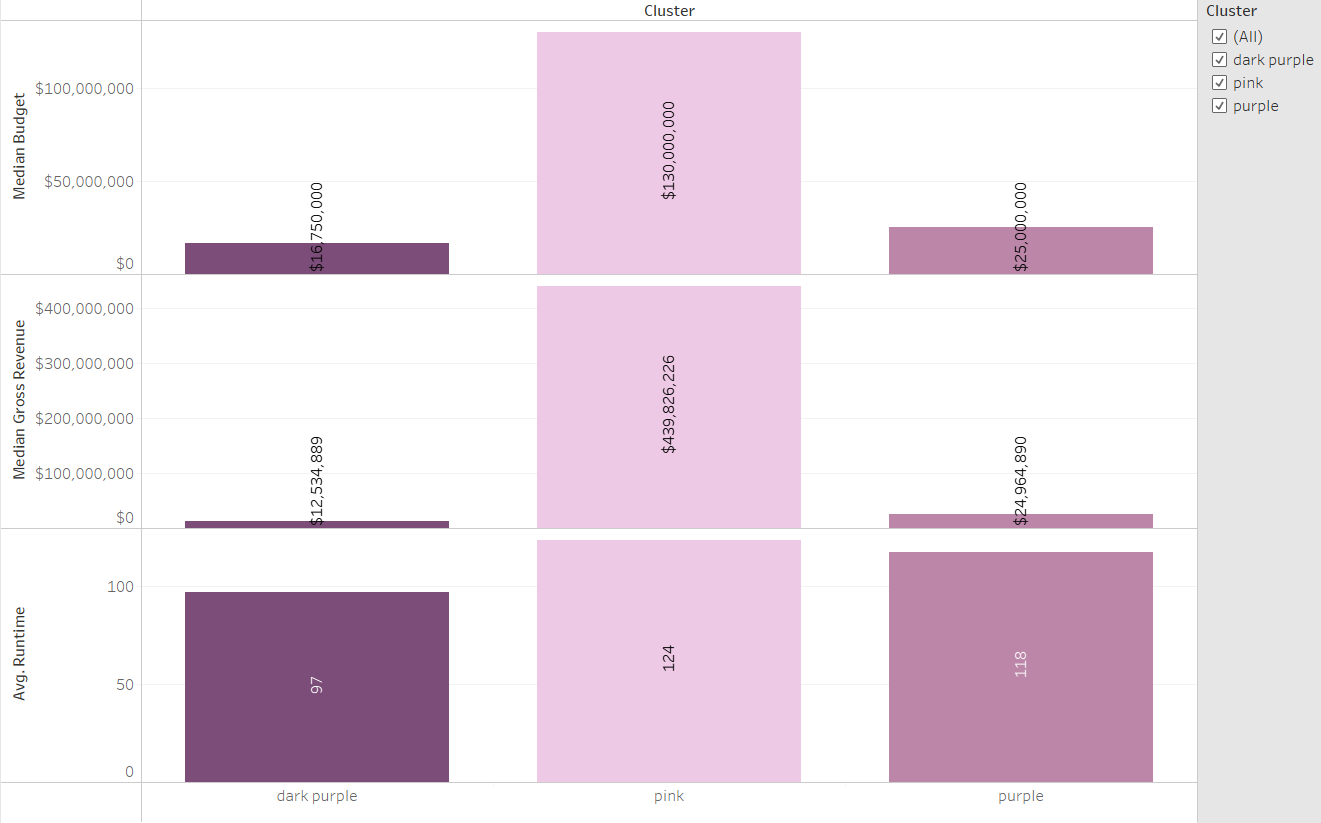 Cluster
Median Budget
$100,000,000
$50,000,000
$0
$16,750,000
$130,000,000
$25,000,000
Median Gross Revenue
$400,000,000
$300,000,000
$200,000,000
$100,000,000
$0
$12,534,889
$439,826,226
$24,964,890
Avg. Runtime
100
50
0
97
124
118
dark purple
pink
purple
Cluster
(All)
dark purple
pink
purple